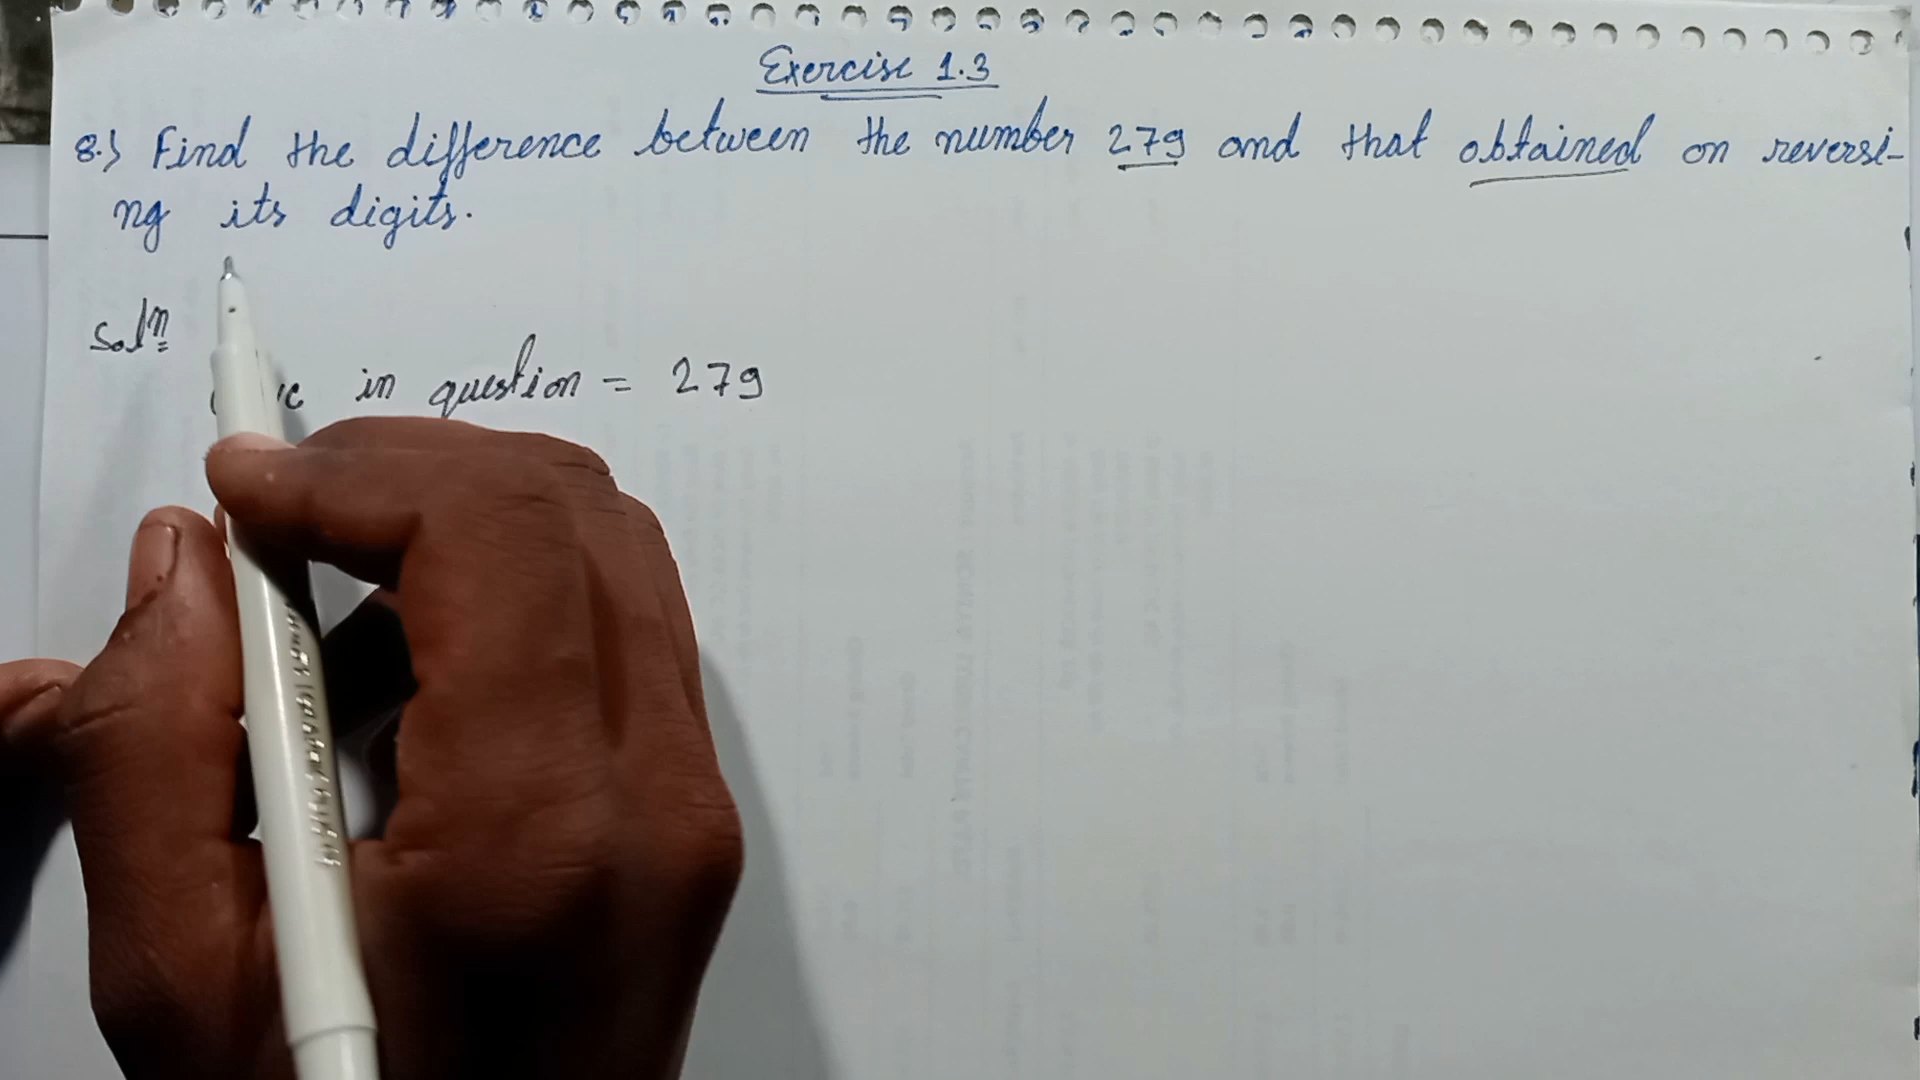 Exercise 1.3
8.) Find the difference between the number 279 and that obtained on reversi-
ng its digits.
Solⁿ
in question = 279